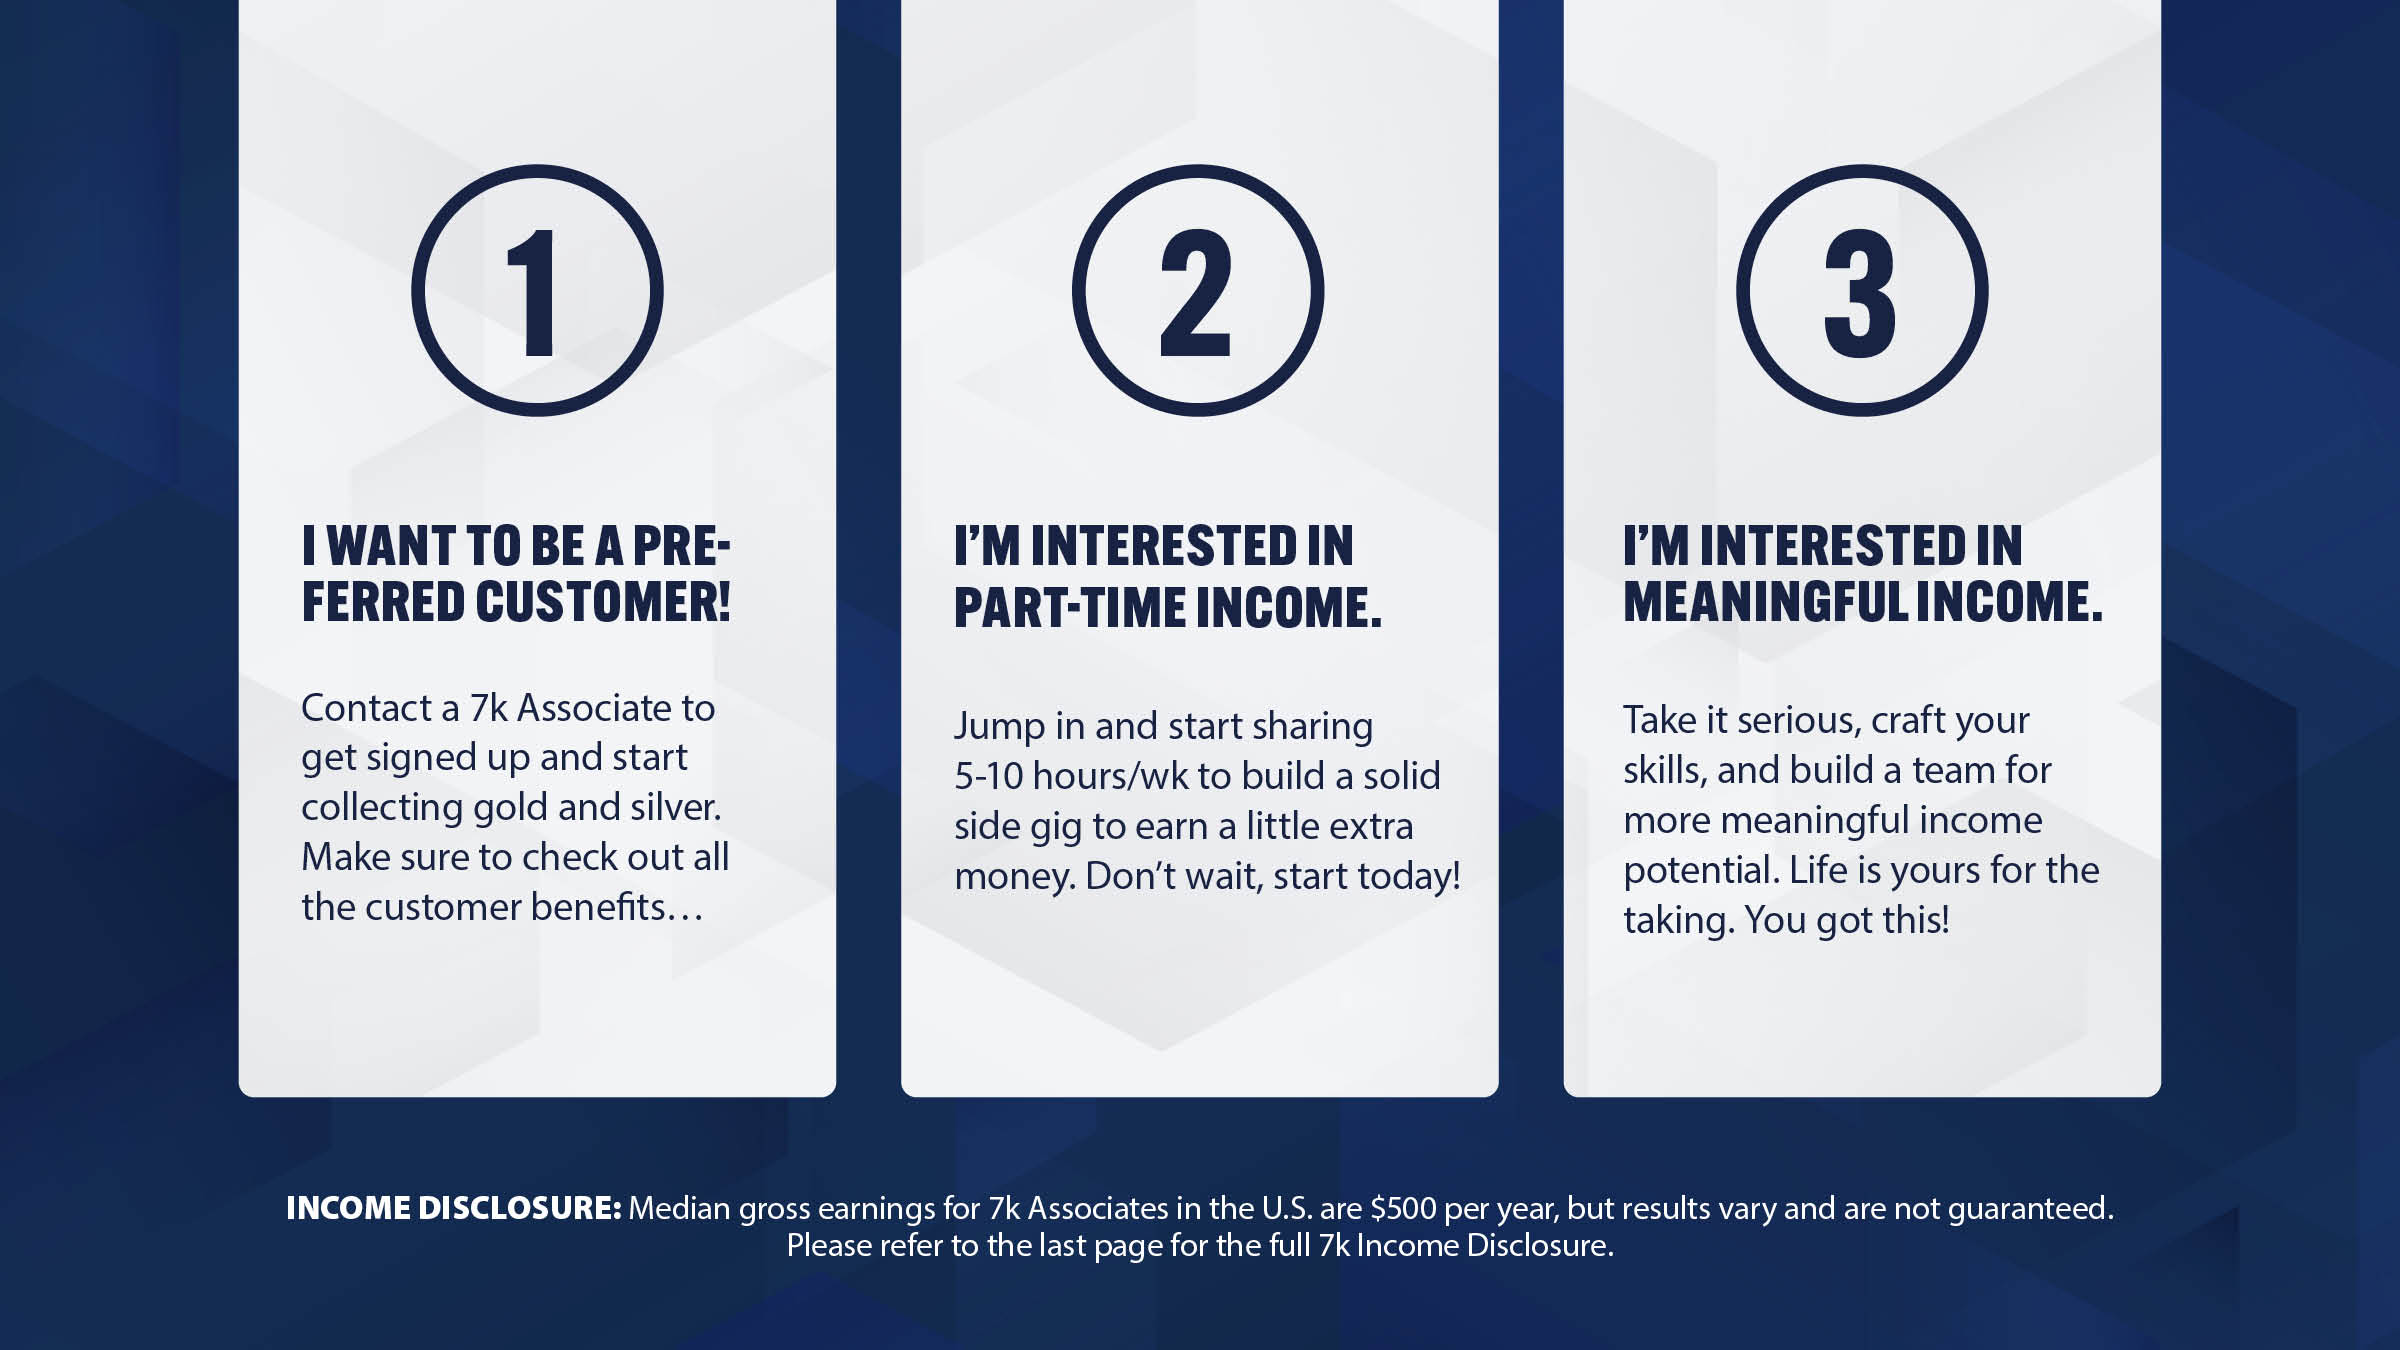 1
I WANT TO BE A PRE-
FERRED CUSTOMER!
Contact a 7k Associate to
get signed up and start
collecting gold and silver.
Make sure to check out all
the customer benefits…
2
I’M INTERESTED IN
PART-TIME INCOME.
Jump in and start sharing
5-10 hours/wk to build a solid
side gig to earn a little extra
money. Don’t wait, start today!
3
I’M INTERESTED IN
MEANINGFUL INCOME.
Take it serious, craft your
skills, and build a team for
more meaningful income
potential. Life is yours for the
taking. You got this!
INCOME DISCLOSURE: Median gross earnings for 7k Associates in the U.S. are $500 per year, but results vary and are not guaranteed.
Please refer to the last page for the full 7k Income Disclosure.